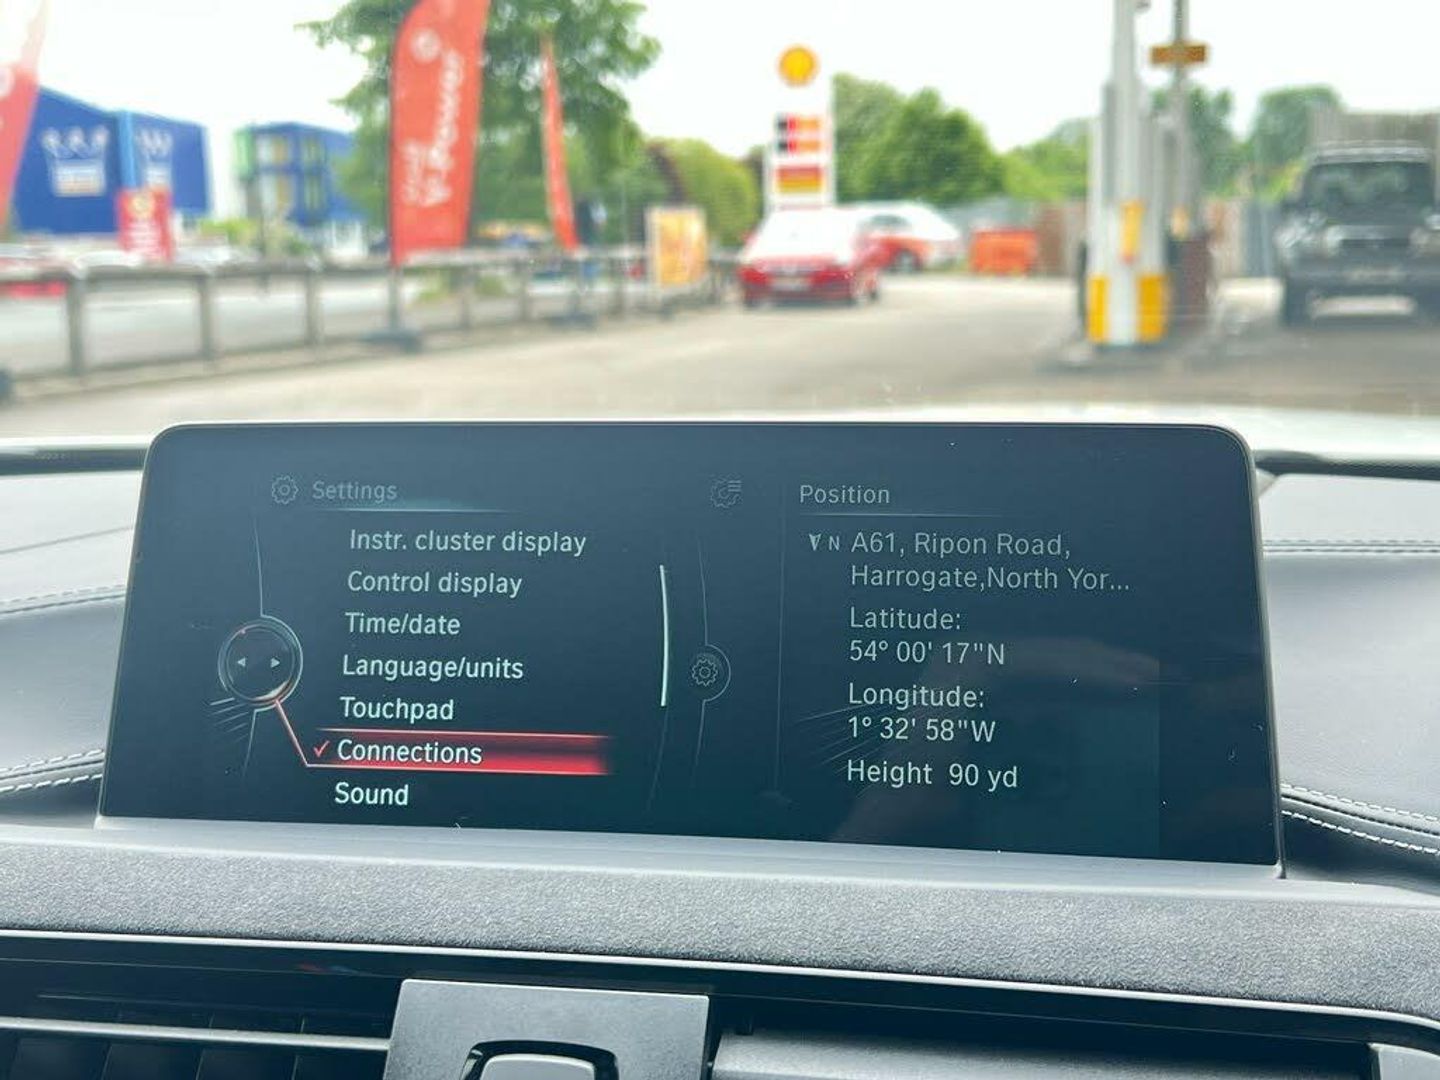 V-Power
Settings
Instr. cluster display
Control display
Time/date
Language/units
Touchpad
✓ Connections
Sound
Position
N A61, Ripon Road,
Harrogate,North Yor...
Latitude:
54° 00' 17"N
Longitude:
1° 32' 58"W
Height 90 yd